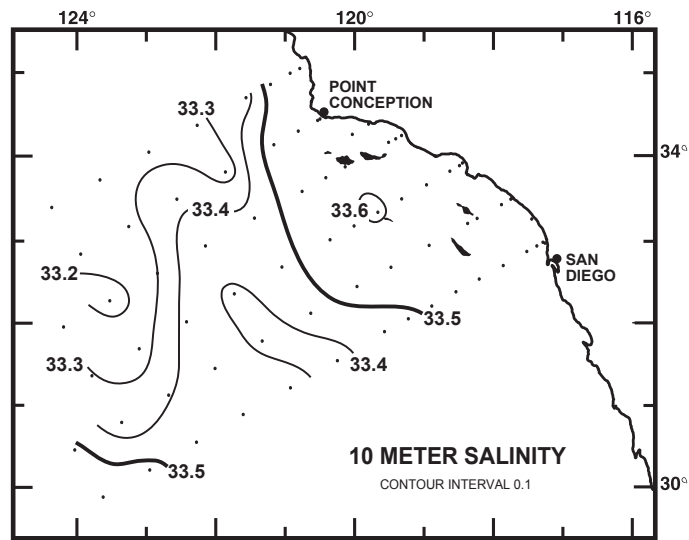 124°
120°
116°
POINT
CONCEPTION
33.3
34°
33.4
33.6
33.2
SAN
DIEGO
33.5
33.3
33.4
10 METER SALINITY
33.5
CONTOUR INTERVAL 0.1
30°